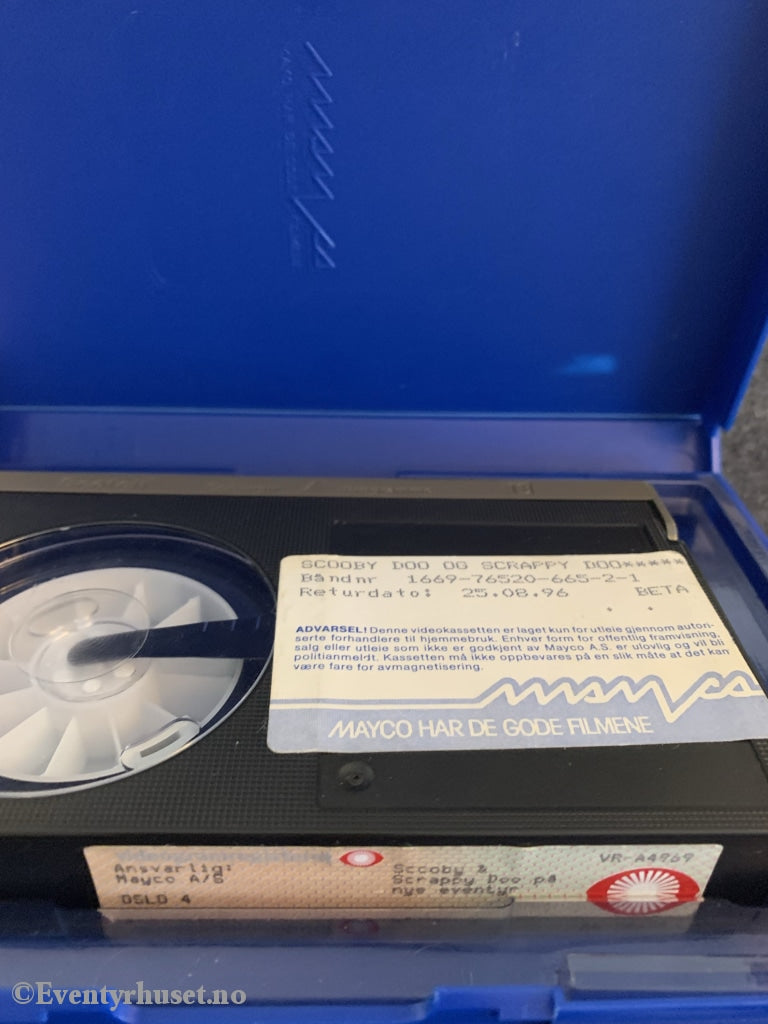 SCOOBY DOO OG SCRAPPY DOO*****
Båndnr 1669-76520-665-2-1
Returdato: 25.08.96 BETA
ADVARSEL! Denne videokassetten er laget kun for utleie gjennom autori-
serte forhandlere til hjemmebruk. Enhver form for offentlig framvisning,
salg eller utleie som ikke er godkjent av Mayco A.S. er ulovlig og vil bli
politianmeldt. Kassetten må ikke oppbevares på en slik måte at det kan
være fare for avmagnetisering.
mayco
MAYCO HAR DE GODE FILMENE
VR-A4969
Ansvarlig: Scooby &
Mayco A/S Scrappy Doo på
OSLO 4 nye eventyr
©Eventyrhuset.no